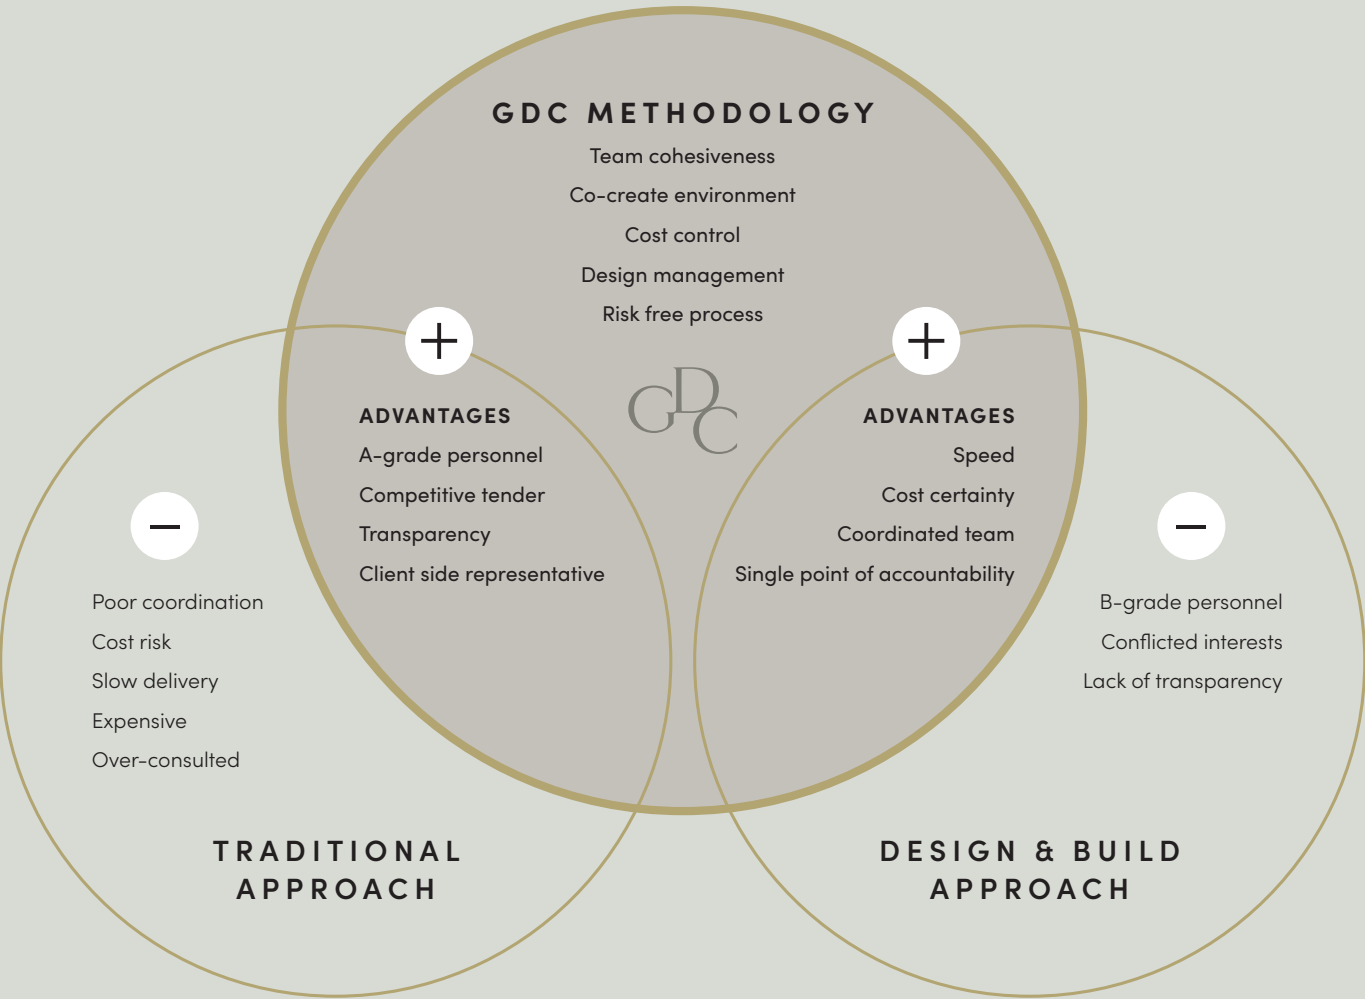 GDC METHODOLOGY
Team cohesiveness
Co-create environment
Cost control
Design management
Risk free process
GDC
ADVANTAGES
A-grade personnel
Competitive tender
Transparency
Client side representative
ADVANTAGES
Speed
Cost certainty
Coordinated team
Single point of accountability
Poor coordination
Cost risk
Slow delivery
Expensive
Over-consulted
B-grade personnel
Conflicted interests
Lack of transparency
TRADITIONAL
APPROACH
DESIGN & BUILD
APPROACH